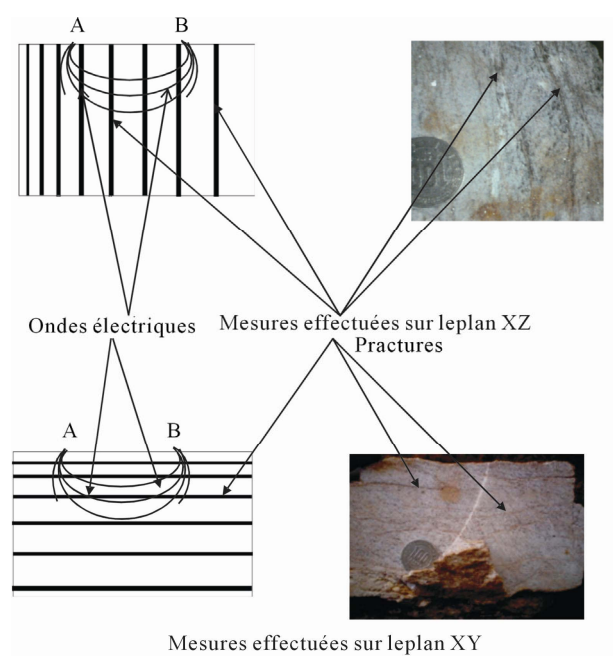 A B
Ondes électriques
Mesures effectuées sur leplan XZ
Practures
A B
Mesures effectuées sur leplan XY